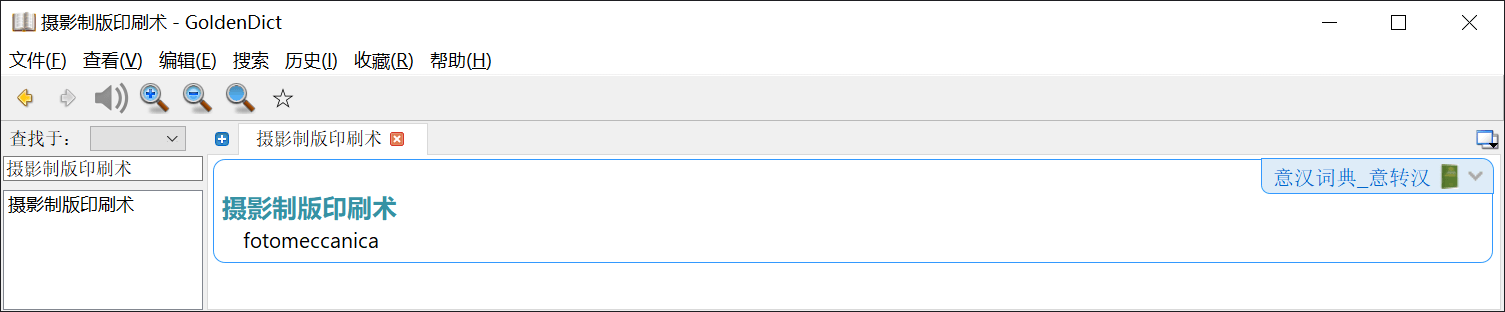 摄影制版印刷术 - GoldenDict
文件(F) 查看(V) 编辑(E) 搜索 历史(I) 收藏(R) 帮助(H)
查找于:
摄影制版印刷术
摄影制版印刷术
摄影制版印刷术
意汉词典_意转汉
摄影制版印刷术
fotomeccanica